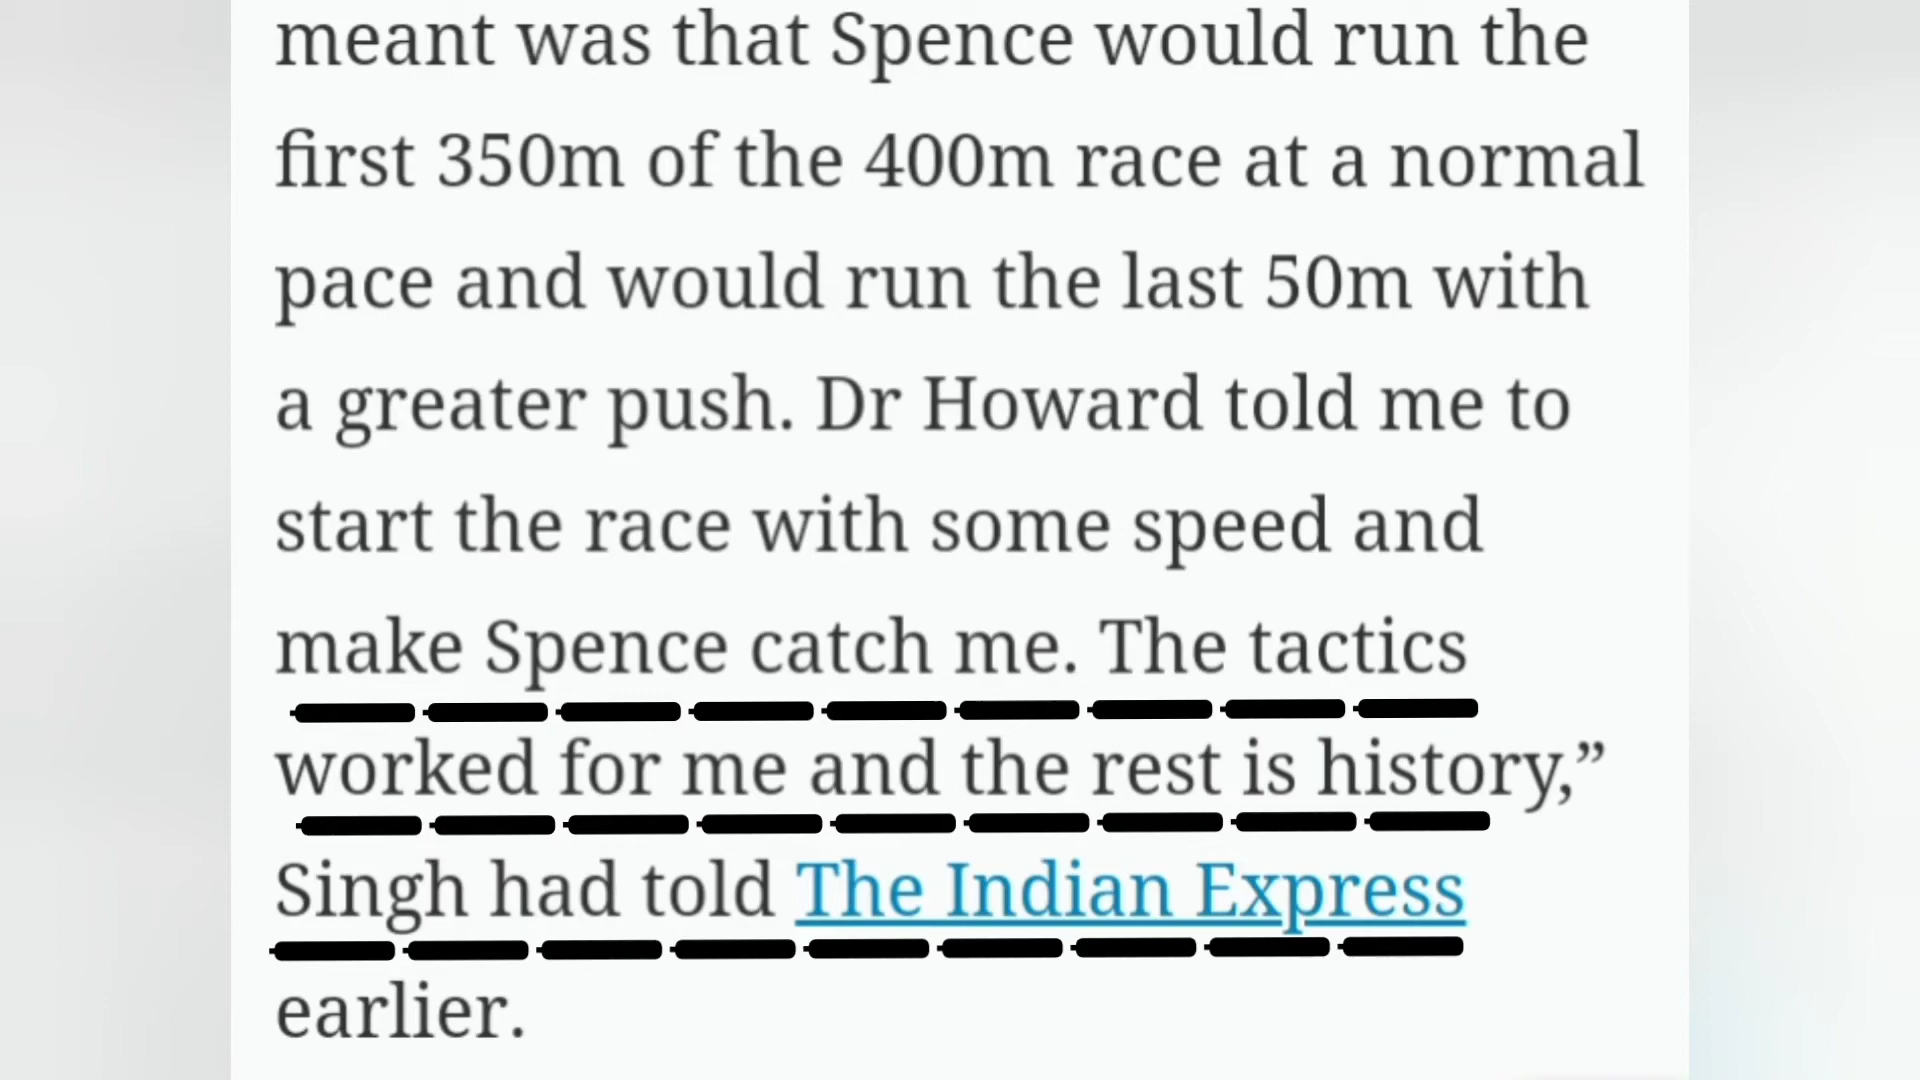 meant was that Spence would run the
first 350m of the 400m race at a normal
pace and would run the last 50m with
a greater push. Dr Howard told me to
start the race with some speed and
make Spence catch me. The tactics
worked for me and the rest is history,”
Singh had told The Indian Express
earlier.